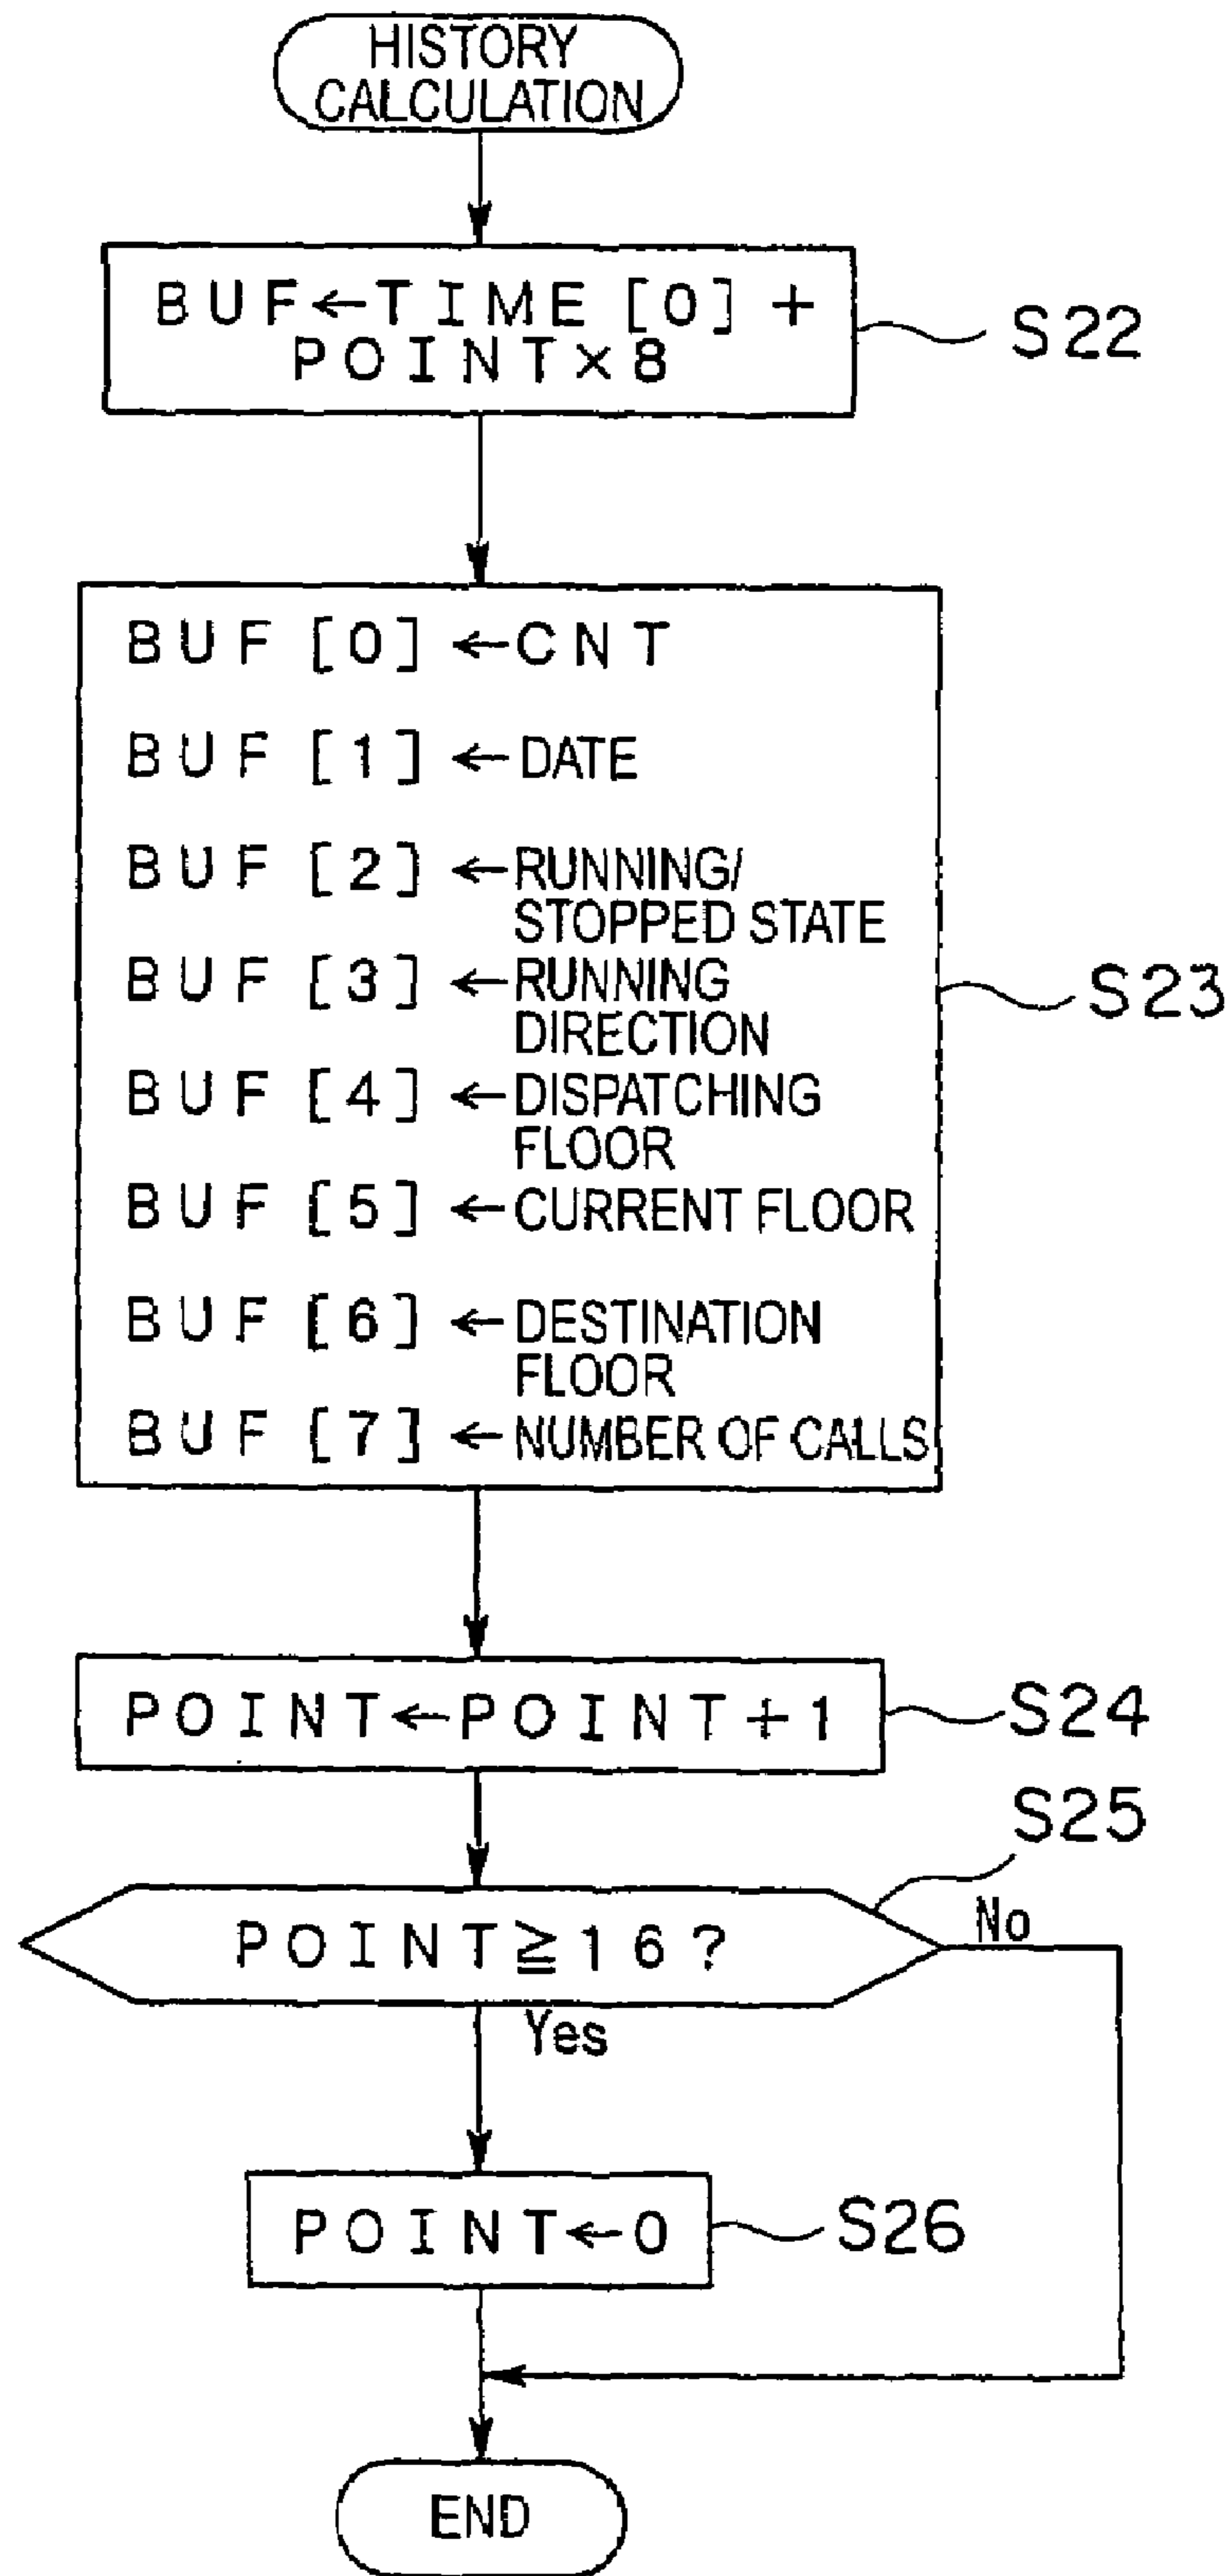 HISTORY
CALCULATION
BUF←TIME [0] +
POINT×8
S22
BUF [0] ←CNT
BUF [1] ←DATE
BUF [2] ←RUNNING/
STOPPED STATE
BUF [3] ←RUNNING
DIRECTION
S23
BUF [4] ←DISPATCHING
FLOOR
BUF [5] ←CURRENT FLOOR
BUF [6] ←DESTINATION
FLOOR
BUF [7] ←NUMBER OF CALLS
POINT←POINT+1
S24
S25
POINT≧16?
No
Yes
POINT←0
S26
END